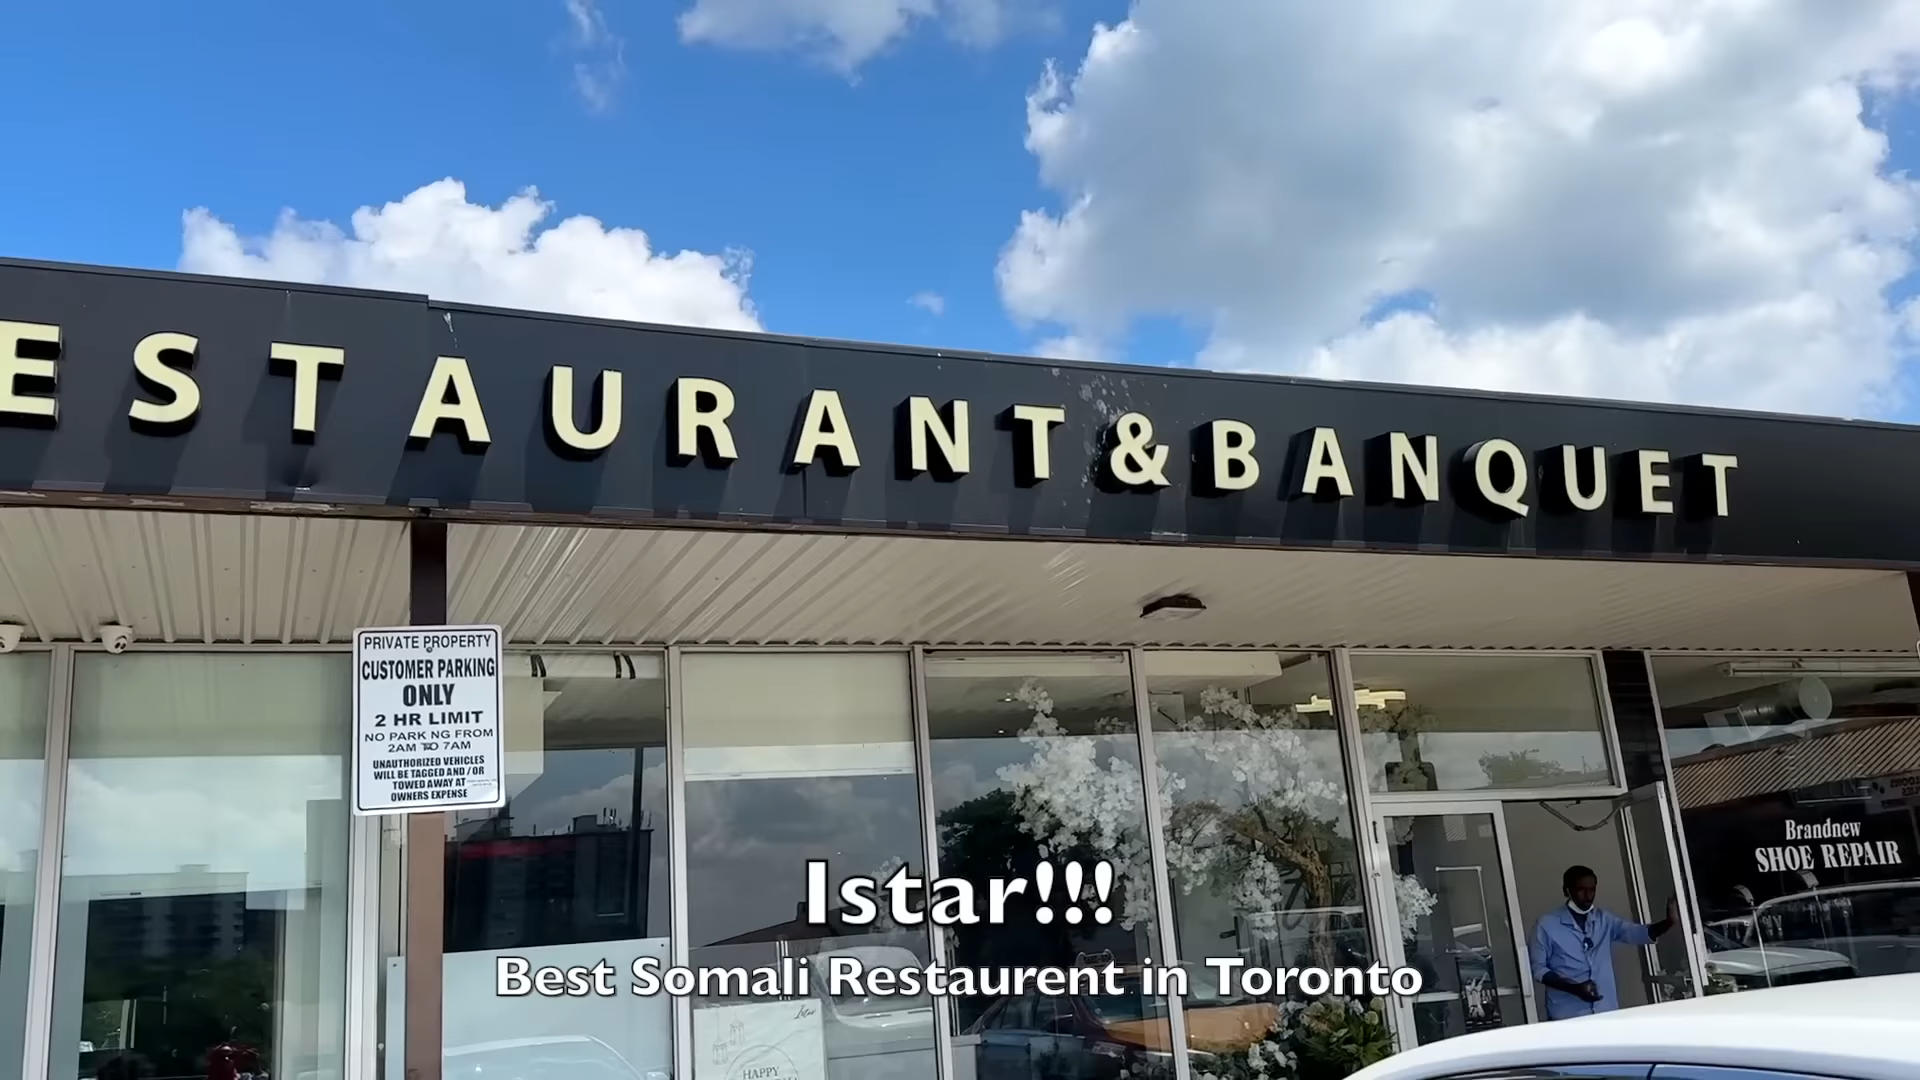 ESTAURANT&BANQUET
PRIVATE PROPERTY
CUSTOMER PARKING
ONLY
2 HR LIMIT
NO PARK NG FROM
2AM TO 7AM
UNAUTHORIZED VEHICLES
WILL BE TAGGED AND/OR
TOWED AWAY AT
OWNERS EXPENSE
Brandnew
SHOE REPAIR
Istar!!!
Best Somali Restaurent in Toronto
Istar
HAPPY